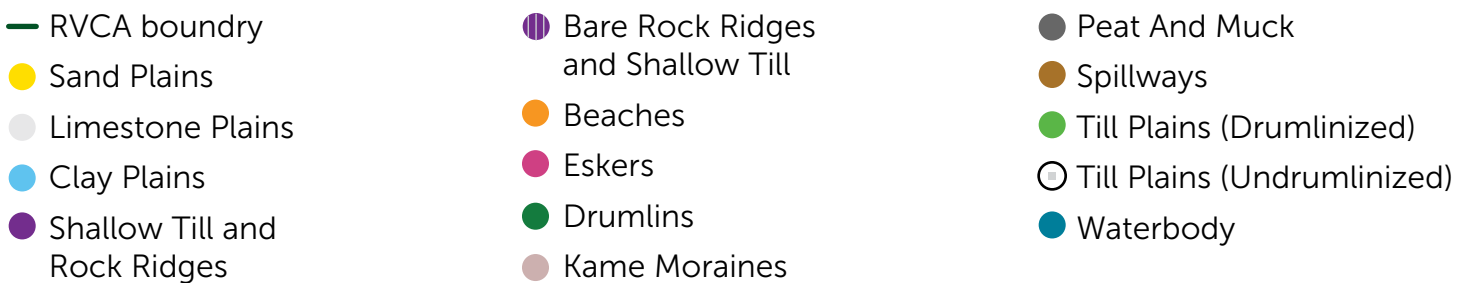 RVCA boundry
Sand Plains
Limestone Plains
Clay Plains
Shallow Till and
Rock Ridges
Bare Rock Ridges
and Shallow Till
Beaches
Eskers
Drumlins
Kame Moraines
Peat And Muck
Spillways
Till Plains (Drumlinized)
Till Plains (Undrumlinized)
Waterbody